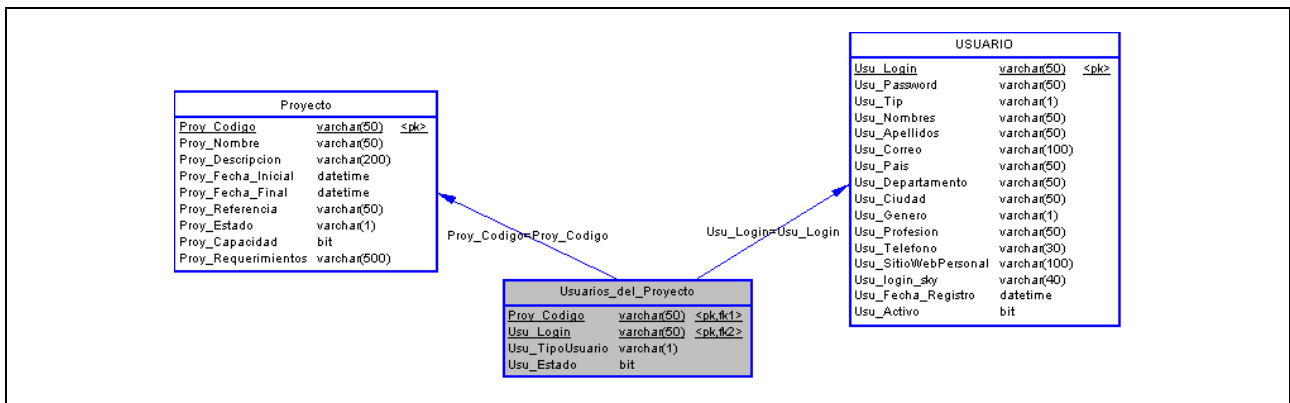 Proyecto
Proy_Codigo varchar(50) <pk>
Proy_Nombre varchar(50)
Proy_Descripcion varchar(200)
Proy_Fecha_Inicial datetime
Proy_Fecha_Final datetime
Proy_Referencia varchar(50)
Proy_Estado varchar(1)
Proy_Capacidad bit
Proy_Requerimientos varchar(500)
USUARIO
Usu_Login varchar(50) <pk>
Usu_Password varchar(50)
Usu_Tip varchar(1)
Usu_Nombres varchar(50)
Usu_Apellidos varchar(50)
Usu_Correo varchar(100)
Usu_Pais varchar(50)
Usu_Departamento varchar(50)
Usu_Ciudad varchar(50)
Usu_Genero varchar(1)
Usu_Profesion varchar(50)
Usu_Telefono varchar(30)
Usu_SitioWebPersonal varchar(100)
Usu_login_sky varchar(40)
Usu_Fecha_Registro datetime
Usu_Activo bit
Proy_Codigo=Proy_Codigo
Usu_Login=Usu_Login
Usuarios_del_Proyecto
Proy_Codigo varchar(50) <pk,fk1>
Usu_Login varchar(50) <pk,fk2>
Usu_TipoUsuario varchar(1)
Usu_Estado bit